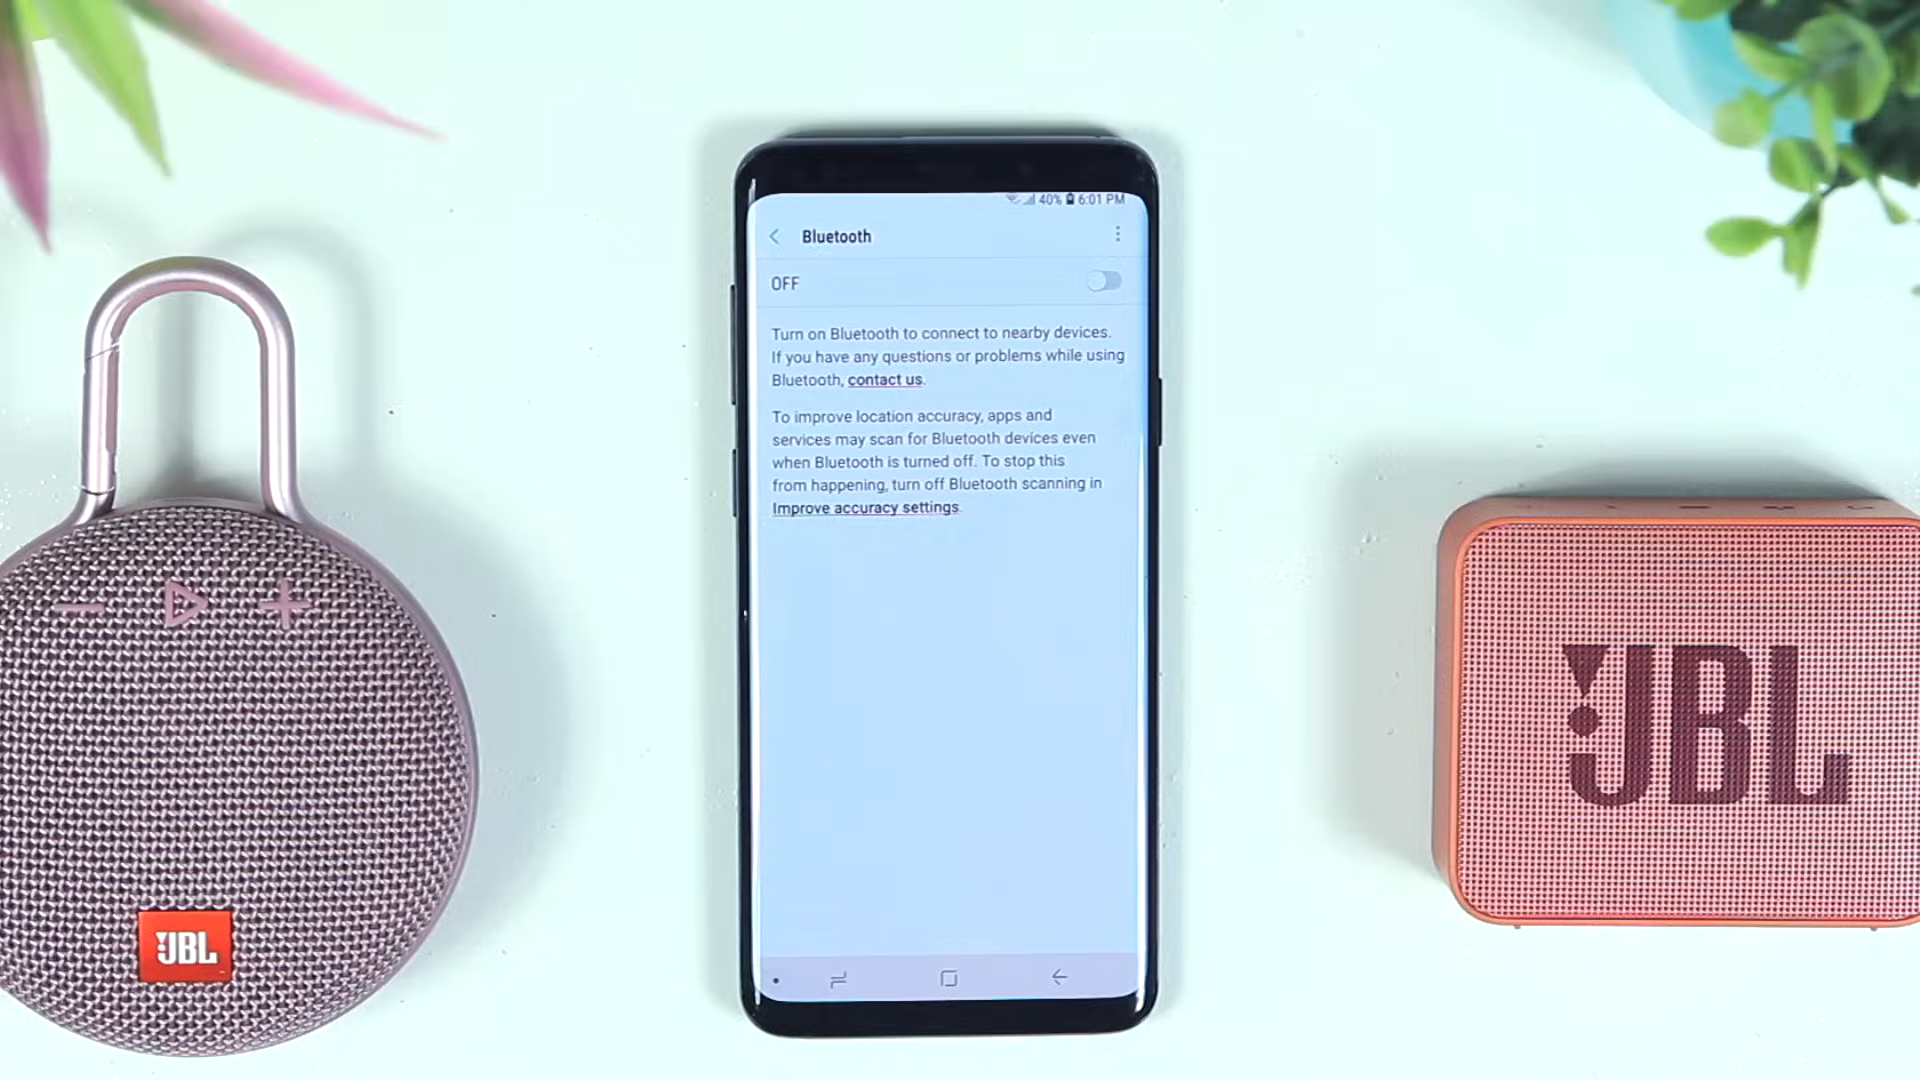 40% 6:01 PM
Bluetooth
OFF
Turn on Bluetooth to connect to nearby devices.
If you have any questions or problems while using
Bluetooth, contact us.
To improve location accuracy, apps and
services may scan for Bluetooth devices even
when Bluetooth is turned off. To stop this
from happening, turn off Bluetooth scanning in
Improve accuracy settings.
JBL
JBL